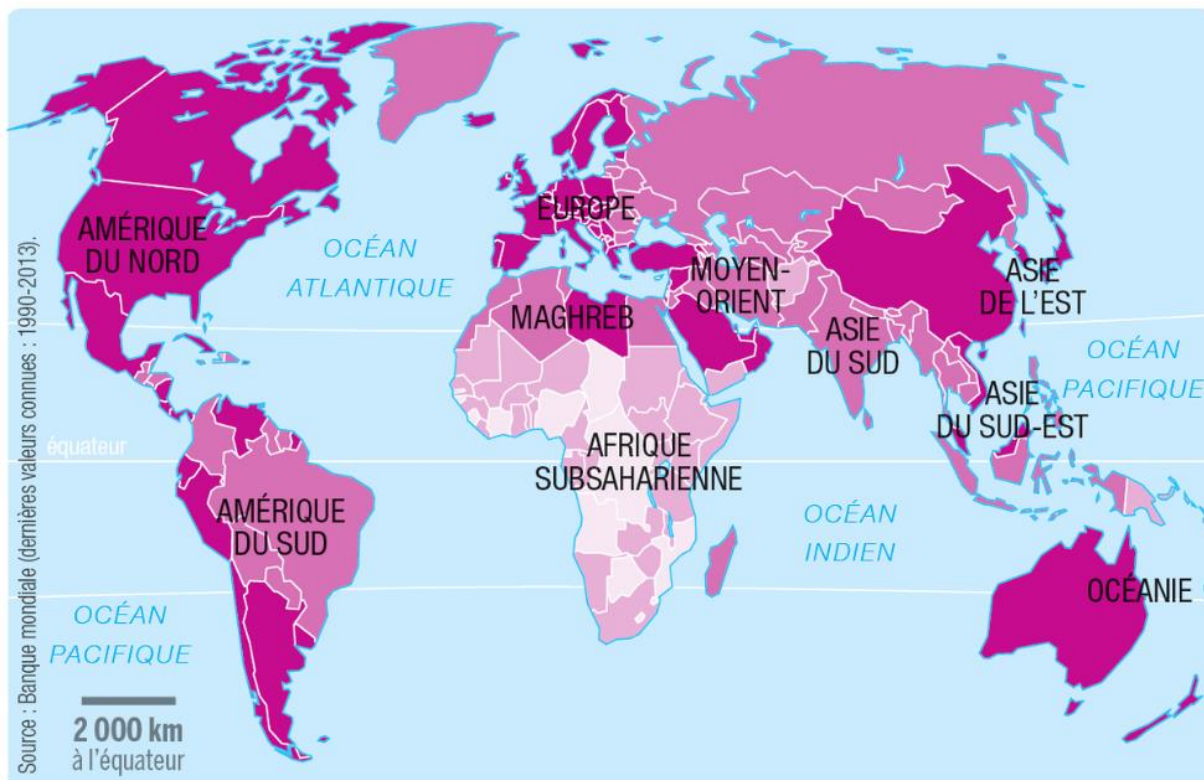 AMÉRIQUE
DU NORD
OCÉAN
ATLANTIQUE
EUROPE
MAGHREB
MOYEN-
ORIENT
ASIE
DU SUD
ASIE
DE L'EST
OCÉAN
PACIFIQUE
ASIE
DU SUD-EST
équateur
AFRIQUE
SUBSAHARIENNE
AMÉRIQUE
DU SUD
OCÉAN
INDIEN
OCÉANIE
OCÉAN
PACIFIQUE
2 000 km
à l'équateur
Source : Banque mondiale (dernières valeurs connues : 1990-2013).